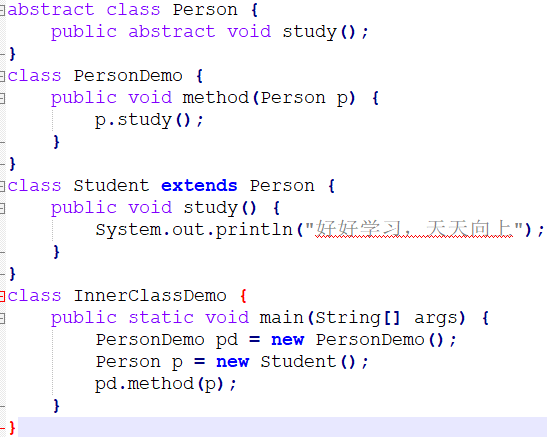 abstract class Person {
    public abstract void study();
}
class PersonDemo {
    public void method(Person p) {
        p.study();
    }
}
class Student extends Person {
    public void study() {
        System.out.println("好好学习，天天向上");
    }
}
class InnerClassDemo {
    public static void main(String[] args) {
        PersonDemo pd = new PersonDemo();
        Person p = new Student();
        pd.method(p);
    }
}